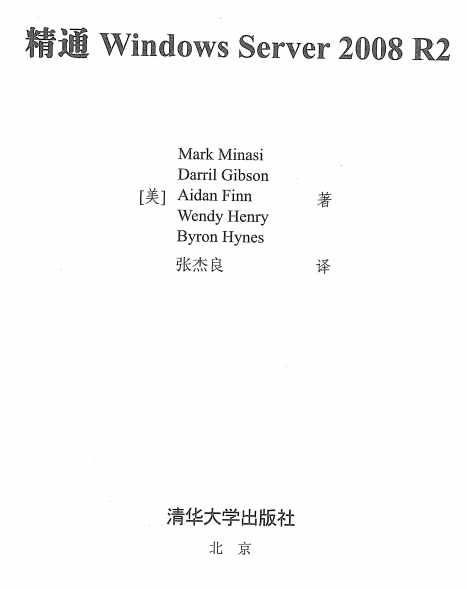 精通 Windows Server 2008 R2
Mark Minasi
Darril Gibson
[美] Aidan Finn 著
Wendy Henry
Byron Hynes
张杰良 译
清华大学出版社
北 京